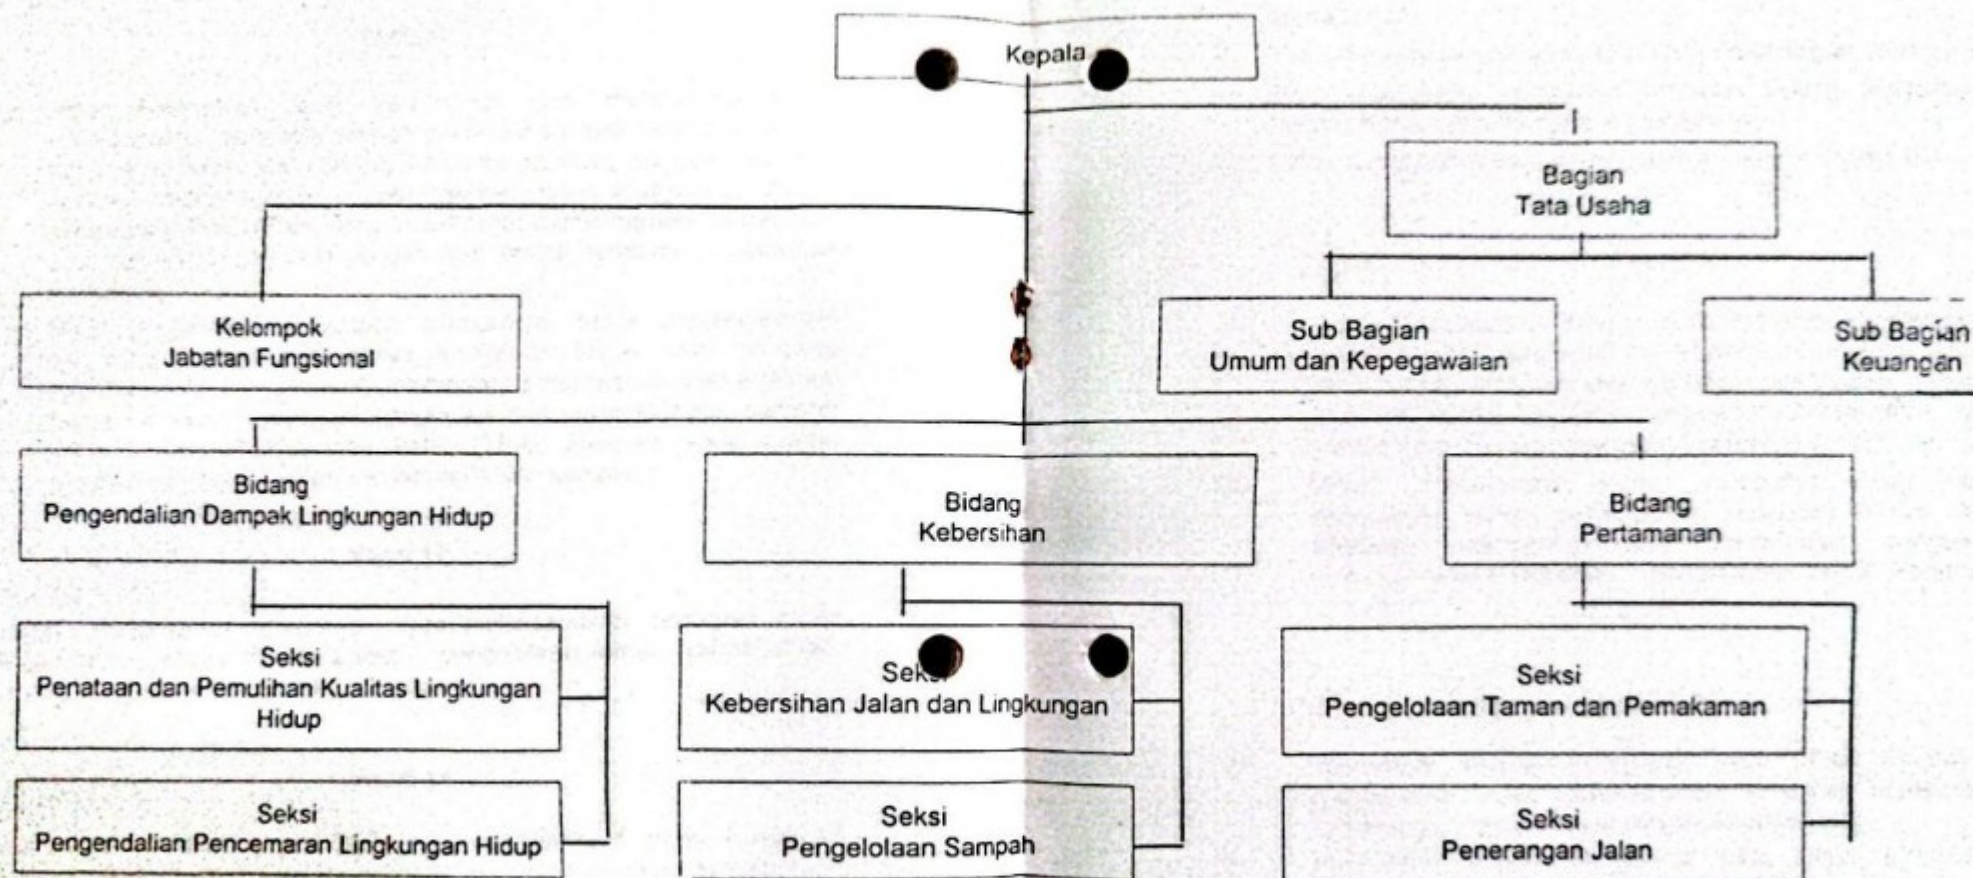 Kepala
Bagian
Tata Usaha
Kelompok
Jabatan Fungsional
Sub Bagian
Umum dan Kepegawaian
Sub Bagian
Keuangan
Bidang
Pengendalian Dampak Lingkungan Hidup
Bidang
Kebersihan
Bidang
Pertamanan
Seksi
Penataan dan Pemulihan Kualitas Lingkungan
Hidup
Seksi
Kebersihan Jalan dan Lingkungan
Seksi
Pengelolaan Taman dan Pemakaman
Seksi
Pengendalian Pencemaran Lingkungan Hidup
Seksi
Pengelolaan Sampah
Seksi
Penerangan Jalan